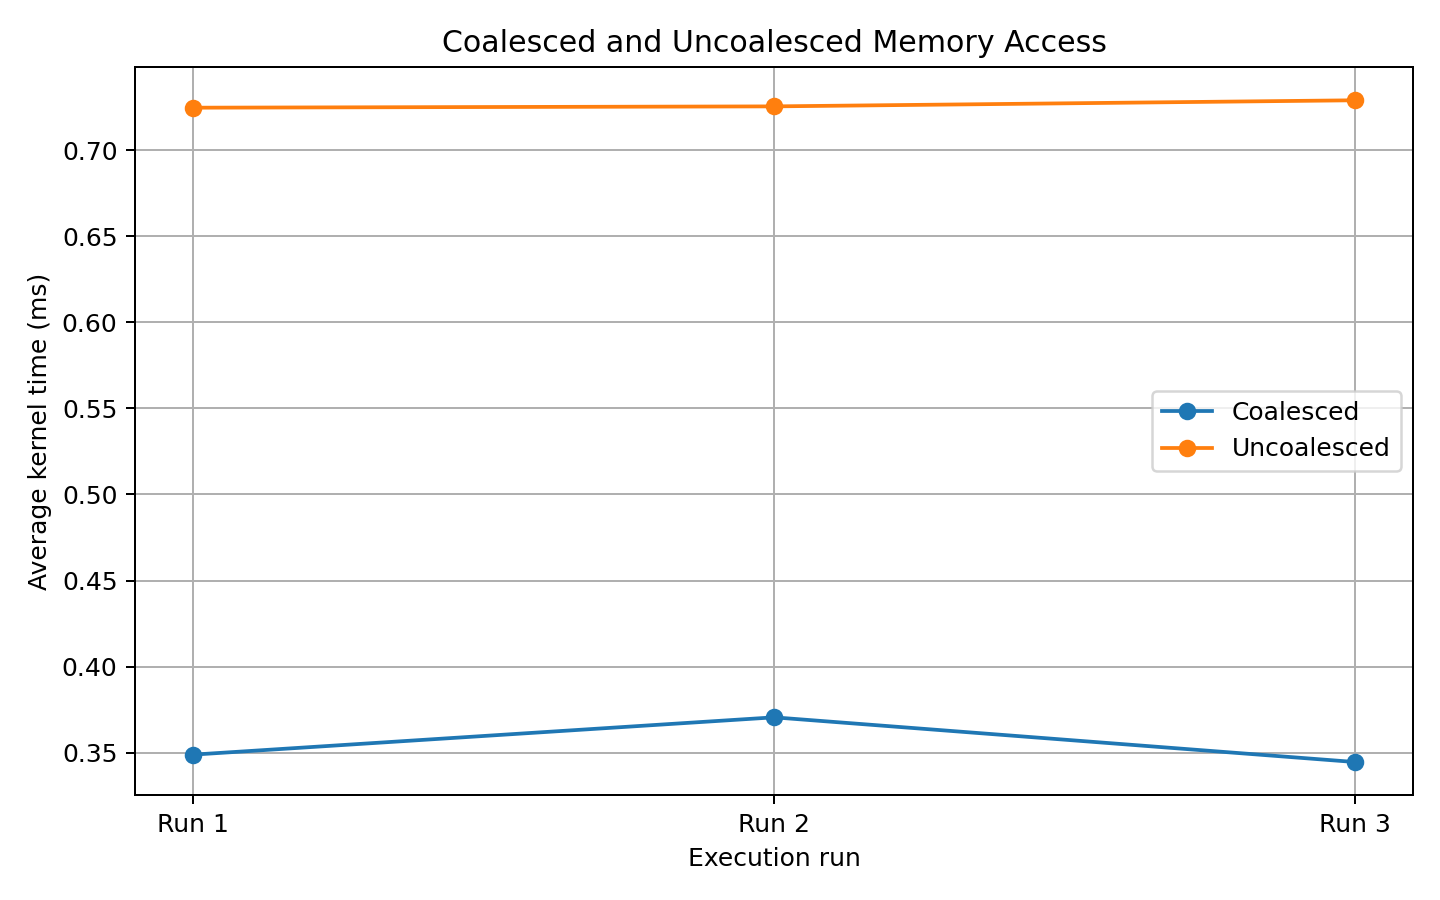 Coalesced and Uncoalesced Memory Access
Average kernel time (ms)
0.70
0.65
0.60
0.55
0.50
0.45
0.40
0.35
Coalesced
Uncoalesced
Run 1
Run 2
Run 3
Execution run